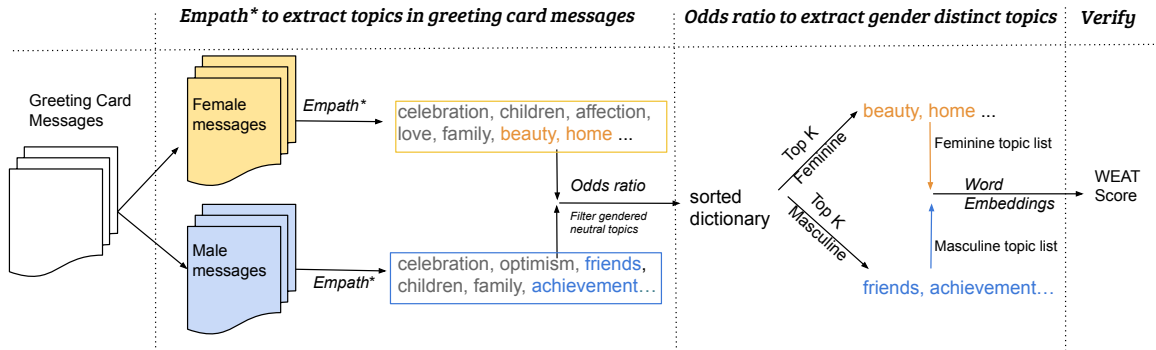 Empath* to extract topics in greeting card messages
Odds ratio to extract gender distinct topics
Verify
Greeting Card
Messages
Female
messages
Empath*
celebration, children, affection,
love, family, beauty, home ...
Male
messages
Empath*
celebration, optimism, friends,
children, family, achievement...
Odds ratio
Filter gendered
neutral topics
sorted
dictionary
Top K
Feminine
Top K
Masculine
beauty, home ...
Feminine topic list
Word
Embeddings
Masculine topic list
friends, achievement...
WEAT
Score